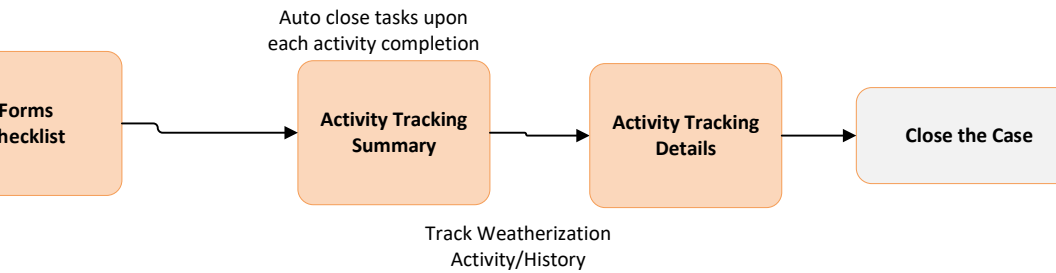 Auto close tasks upon
each activity completion
Forms
hecklist
Activity Tracking
Summary
Activity Tracking
Details
Close the Case
Track Weatherization
Activity/History